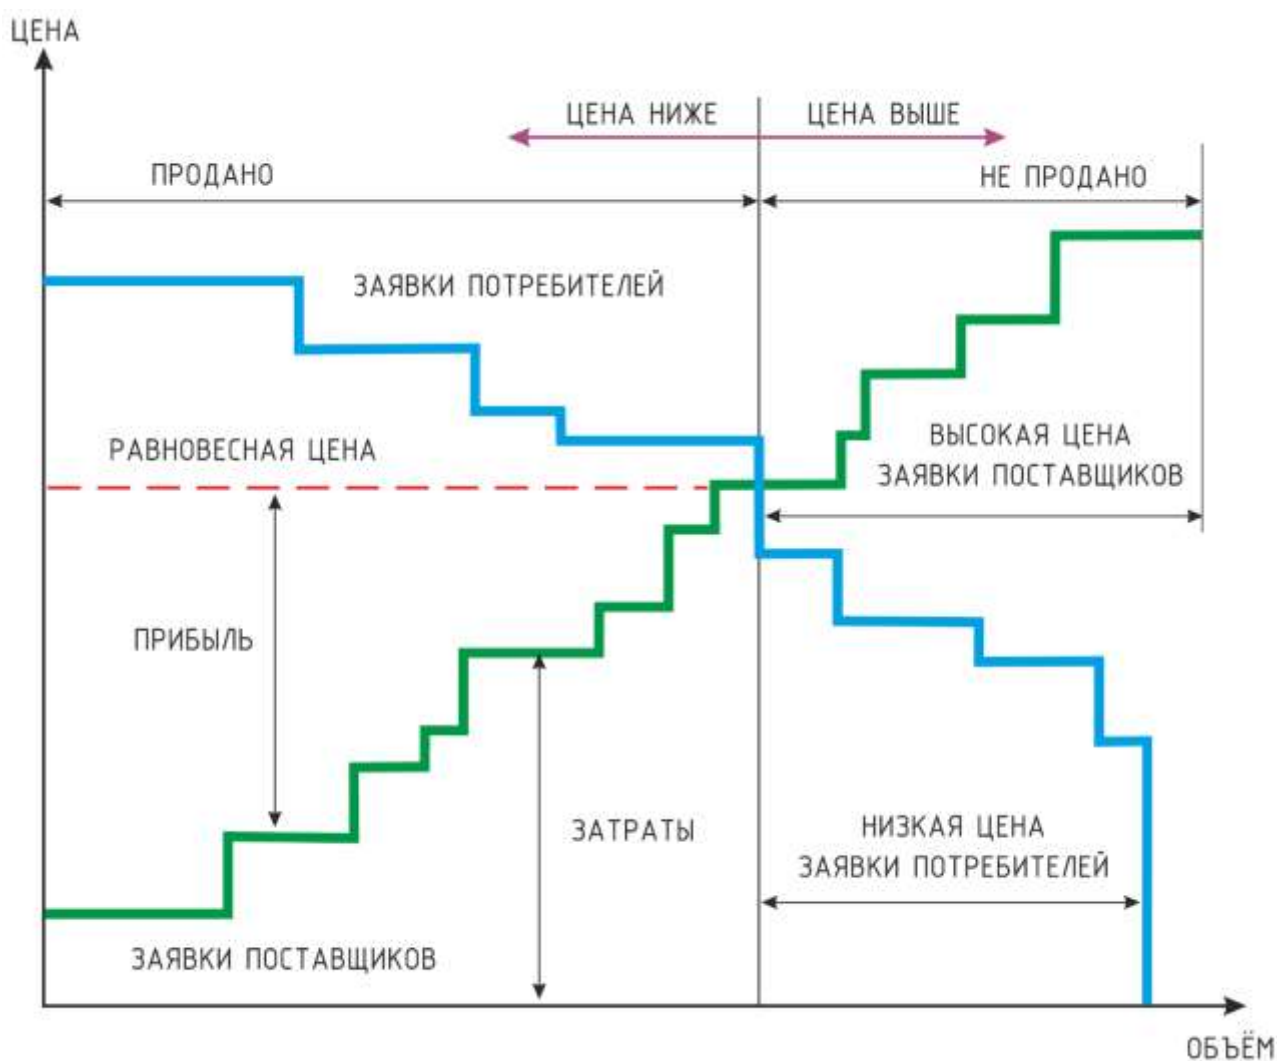 ЦЕНА
ЦЕНА НИЖЕ
ЦЕНА ВЫШЕ
ПРОДАНО
НЕ ПРОДАНО
ЗАЯВКИ ПОТРЕБИТЕЛЕЙ
РАВНОВЕСНАЯ ЦЕНА
ВЫСОКАЯ ЦЕНА
ЗАЯВКИ ПОСТАВЩИКОВ
ПРИБЫЛЬ
ЗАТРАТЫ
НИЗКАЯ ЦЕНА
ЗАЯВКИ ПОТРЕБИТЕЛЕЙ
ЗАЯВКИ ПОСТАВЩИКОВ
ОБЪЁМ